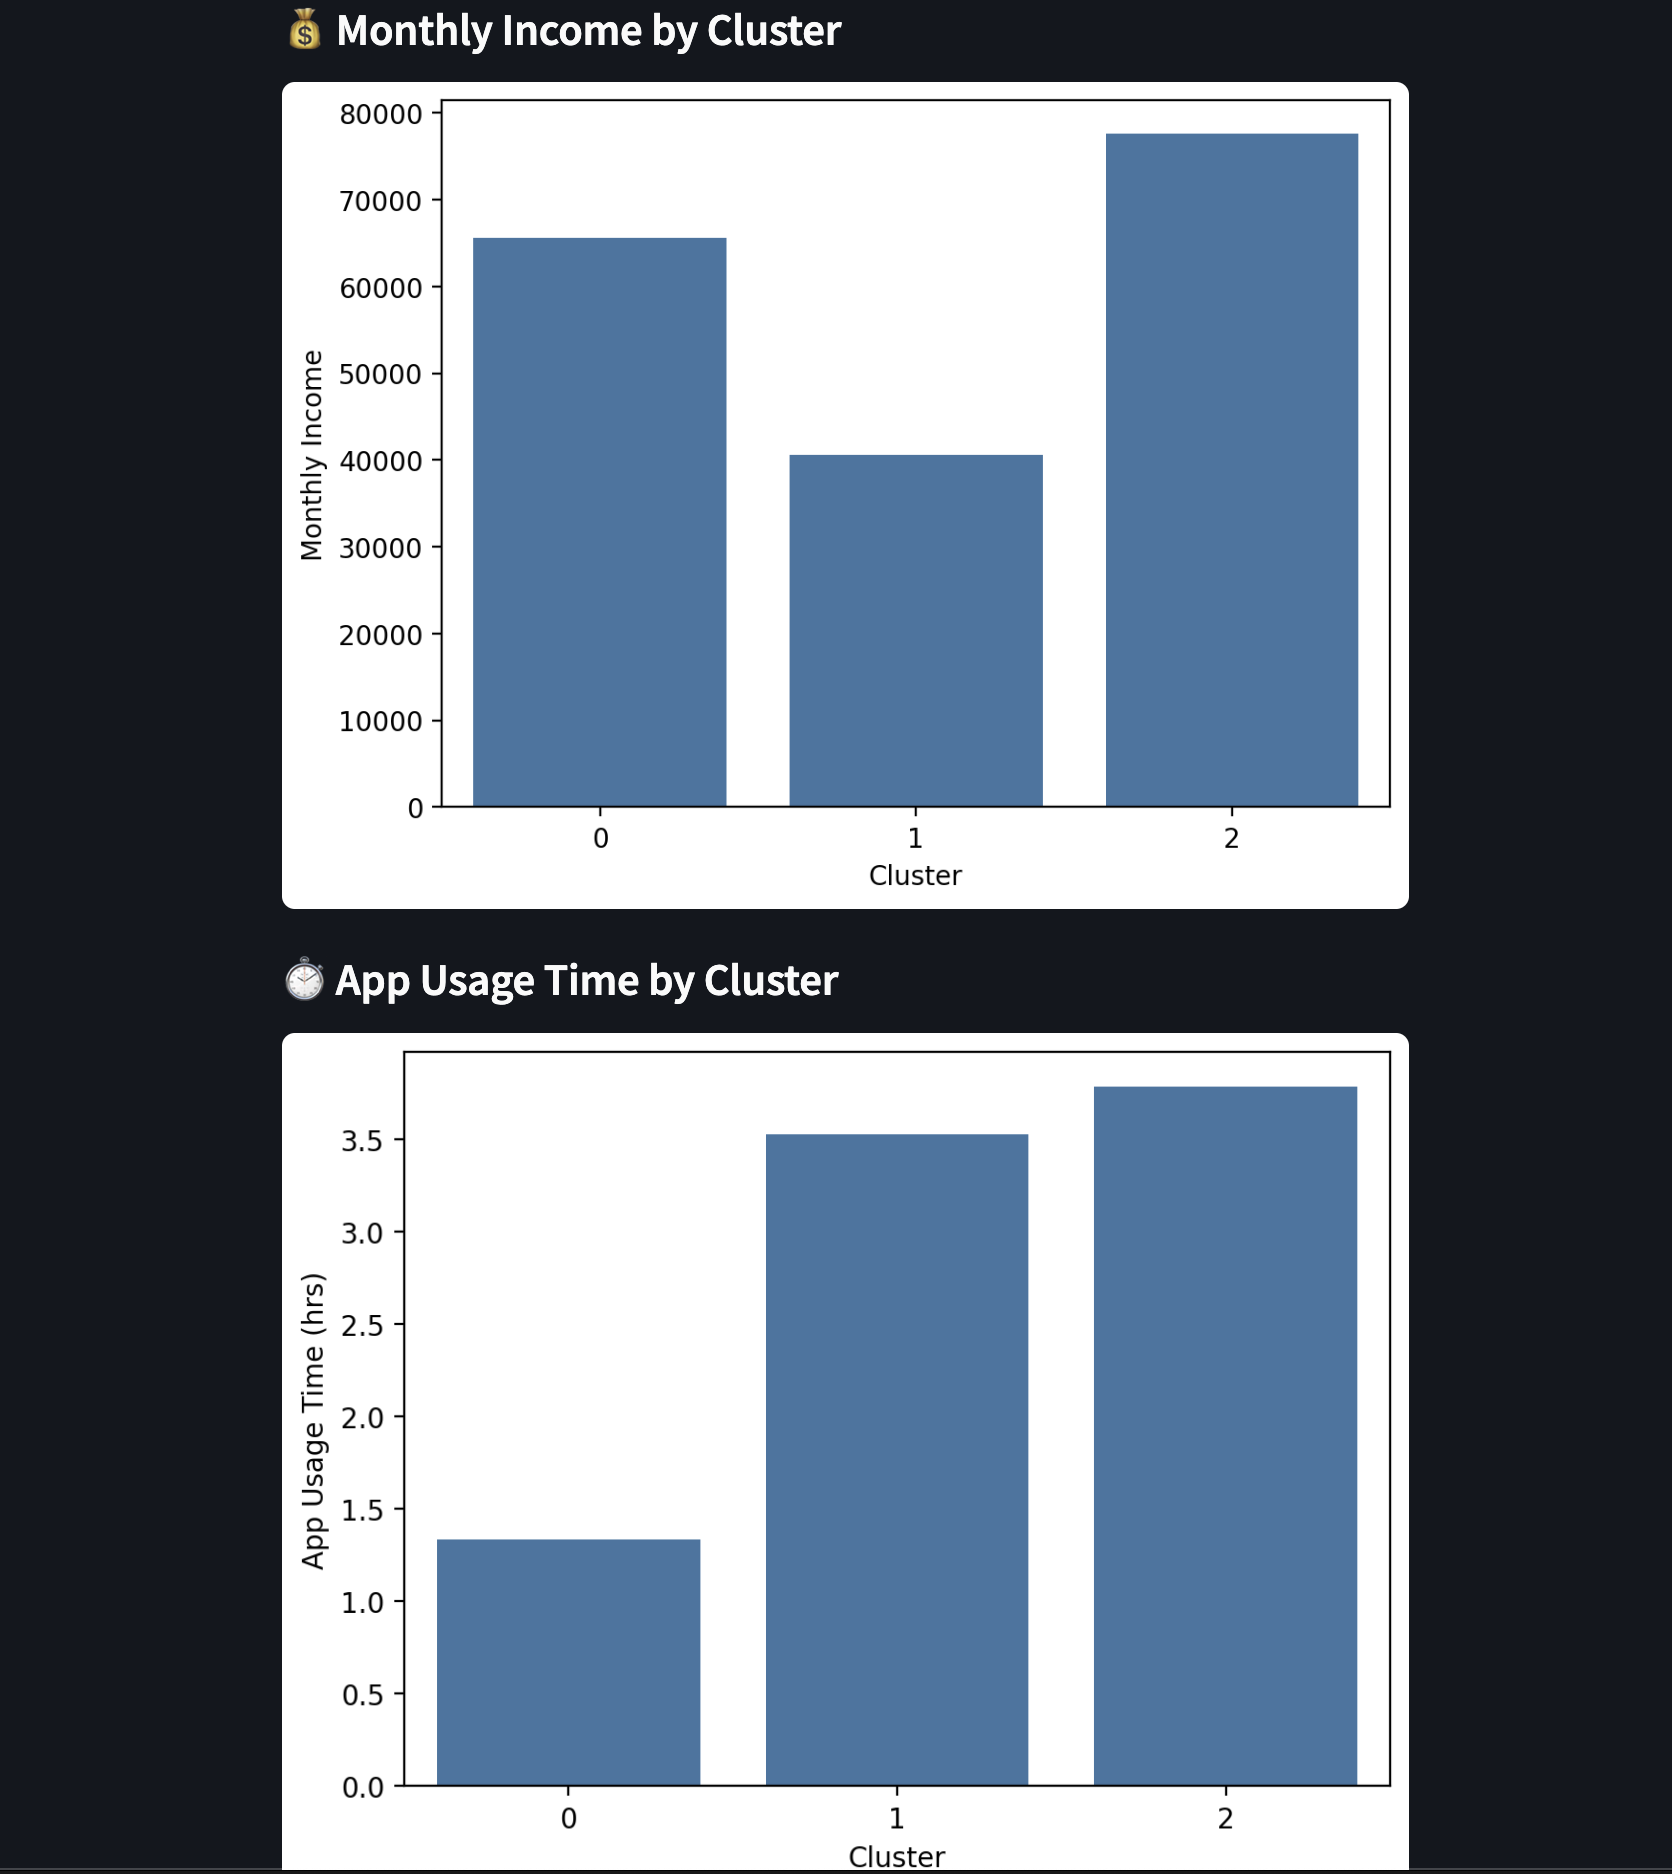 💰 Monthly Income by Cluster
80000
70000
60000
50000
40000
30000
20000
10000
0
Monthly Income
0 1 2
Cluster
⏱️ App Usage Time by Cluster
3.5
3.0
2.5
2.0
1.5
1.0
0.5
0.0
App Usage Time (hrs)
0 1 2
Cluster